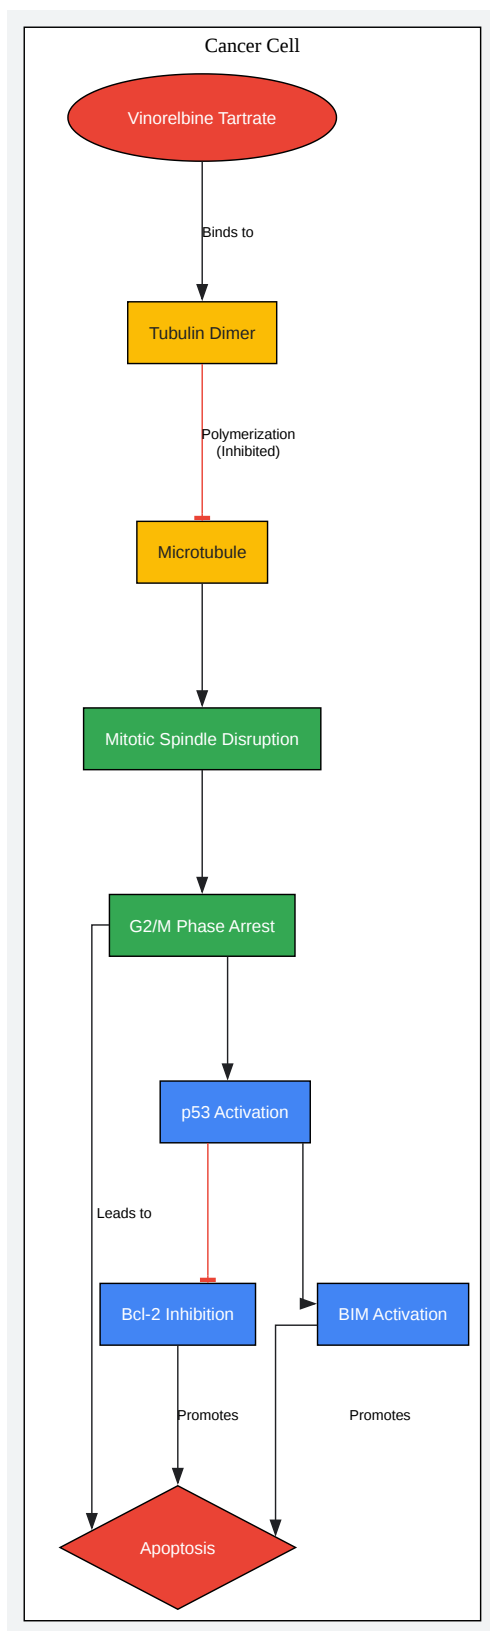 Cancer Cell
Vinorelbine Tartrate
Binds to
Tubulin Dimer
Polymerization
(Inhibited)
Microtubule
Mitotic Spindle Disruption
G2/M Phase Arrest
p53 Activation
Leads to
Bcl-2 Inhibition
BIM Activation
Promotes
Promotes
Apoptosis